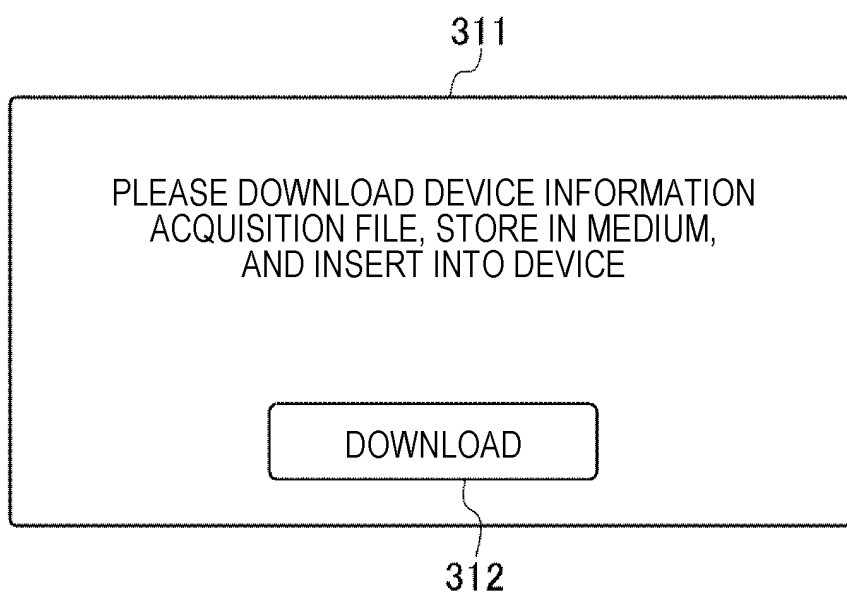 311
PLEASE DOWNLOAD DEVICE INFORMATION
ACQUISITION FILE, STORE IN MEDIUM,
AND INSERT INTO DEVICE
DOWNLOAD
312